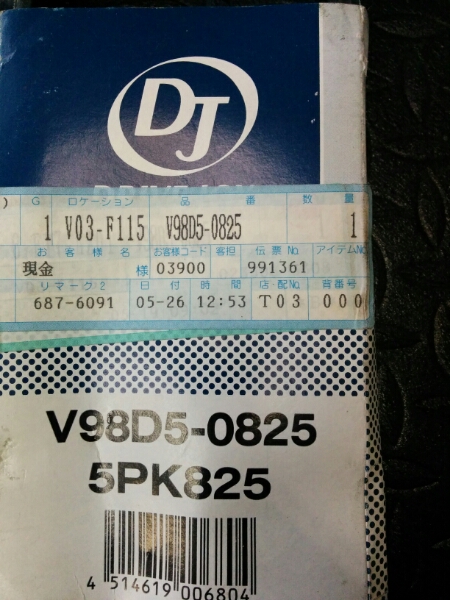 DJ
G ロケーション 品番 数量
1 V03-F115 V98D5-0825 1
お客様名 お客様コード 客担 伝票No アイテムNo
現金 様 03900 991361
リマーク2 日付 時間 店・配No 背番号
687-6091 05-26 12:53 T03 000
V98D5-0825
5PK825
4 514619 006804